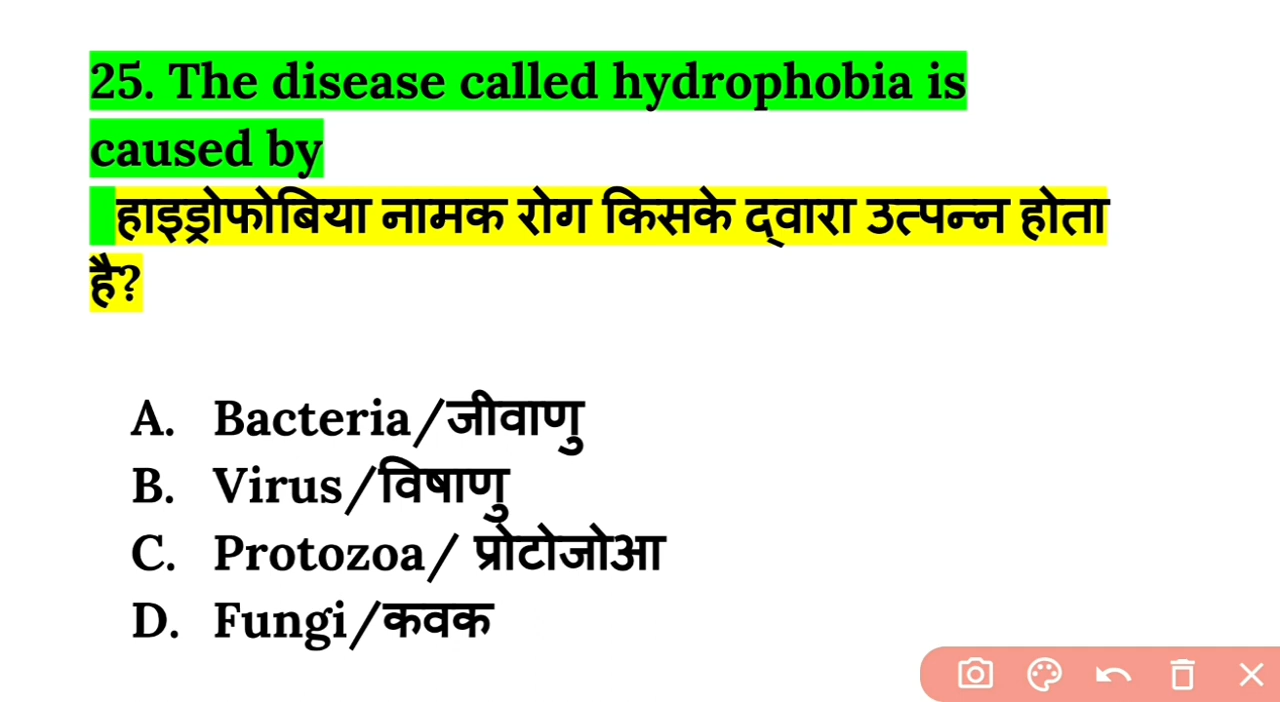 25. The disease called hydrophobia is
caused by
हाइड्रोफोबिया नामक रोग किसके द्वारा उत्पन्न होता
है?
A. Bacteria/जीवाणु
B. Virus/विषाणु
C. Protozoa/ प्रोटोजोआ
D. Fungi/कवक